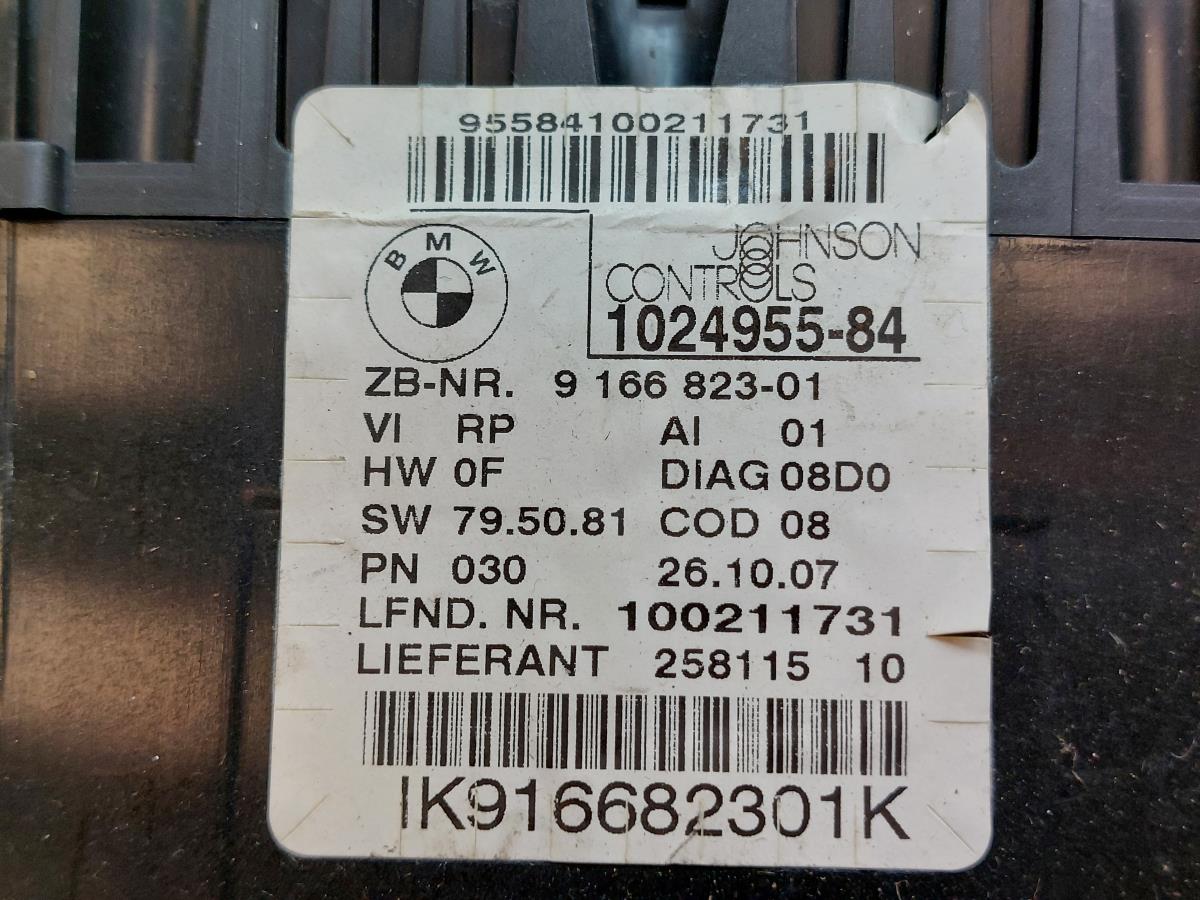 95584100211731
BMW
JOHNSON
CONTROLS
1024955-84
ZB-NR. 9 166 823-01
VI RP AI 01
HW 0F DIAG 08D0
SW 79.50.81 COD 08
PN 030 26.10.07
LFND. NR. 100211731
LIEFERANT 258115 10
IK916682301K